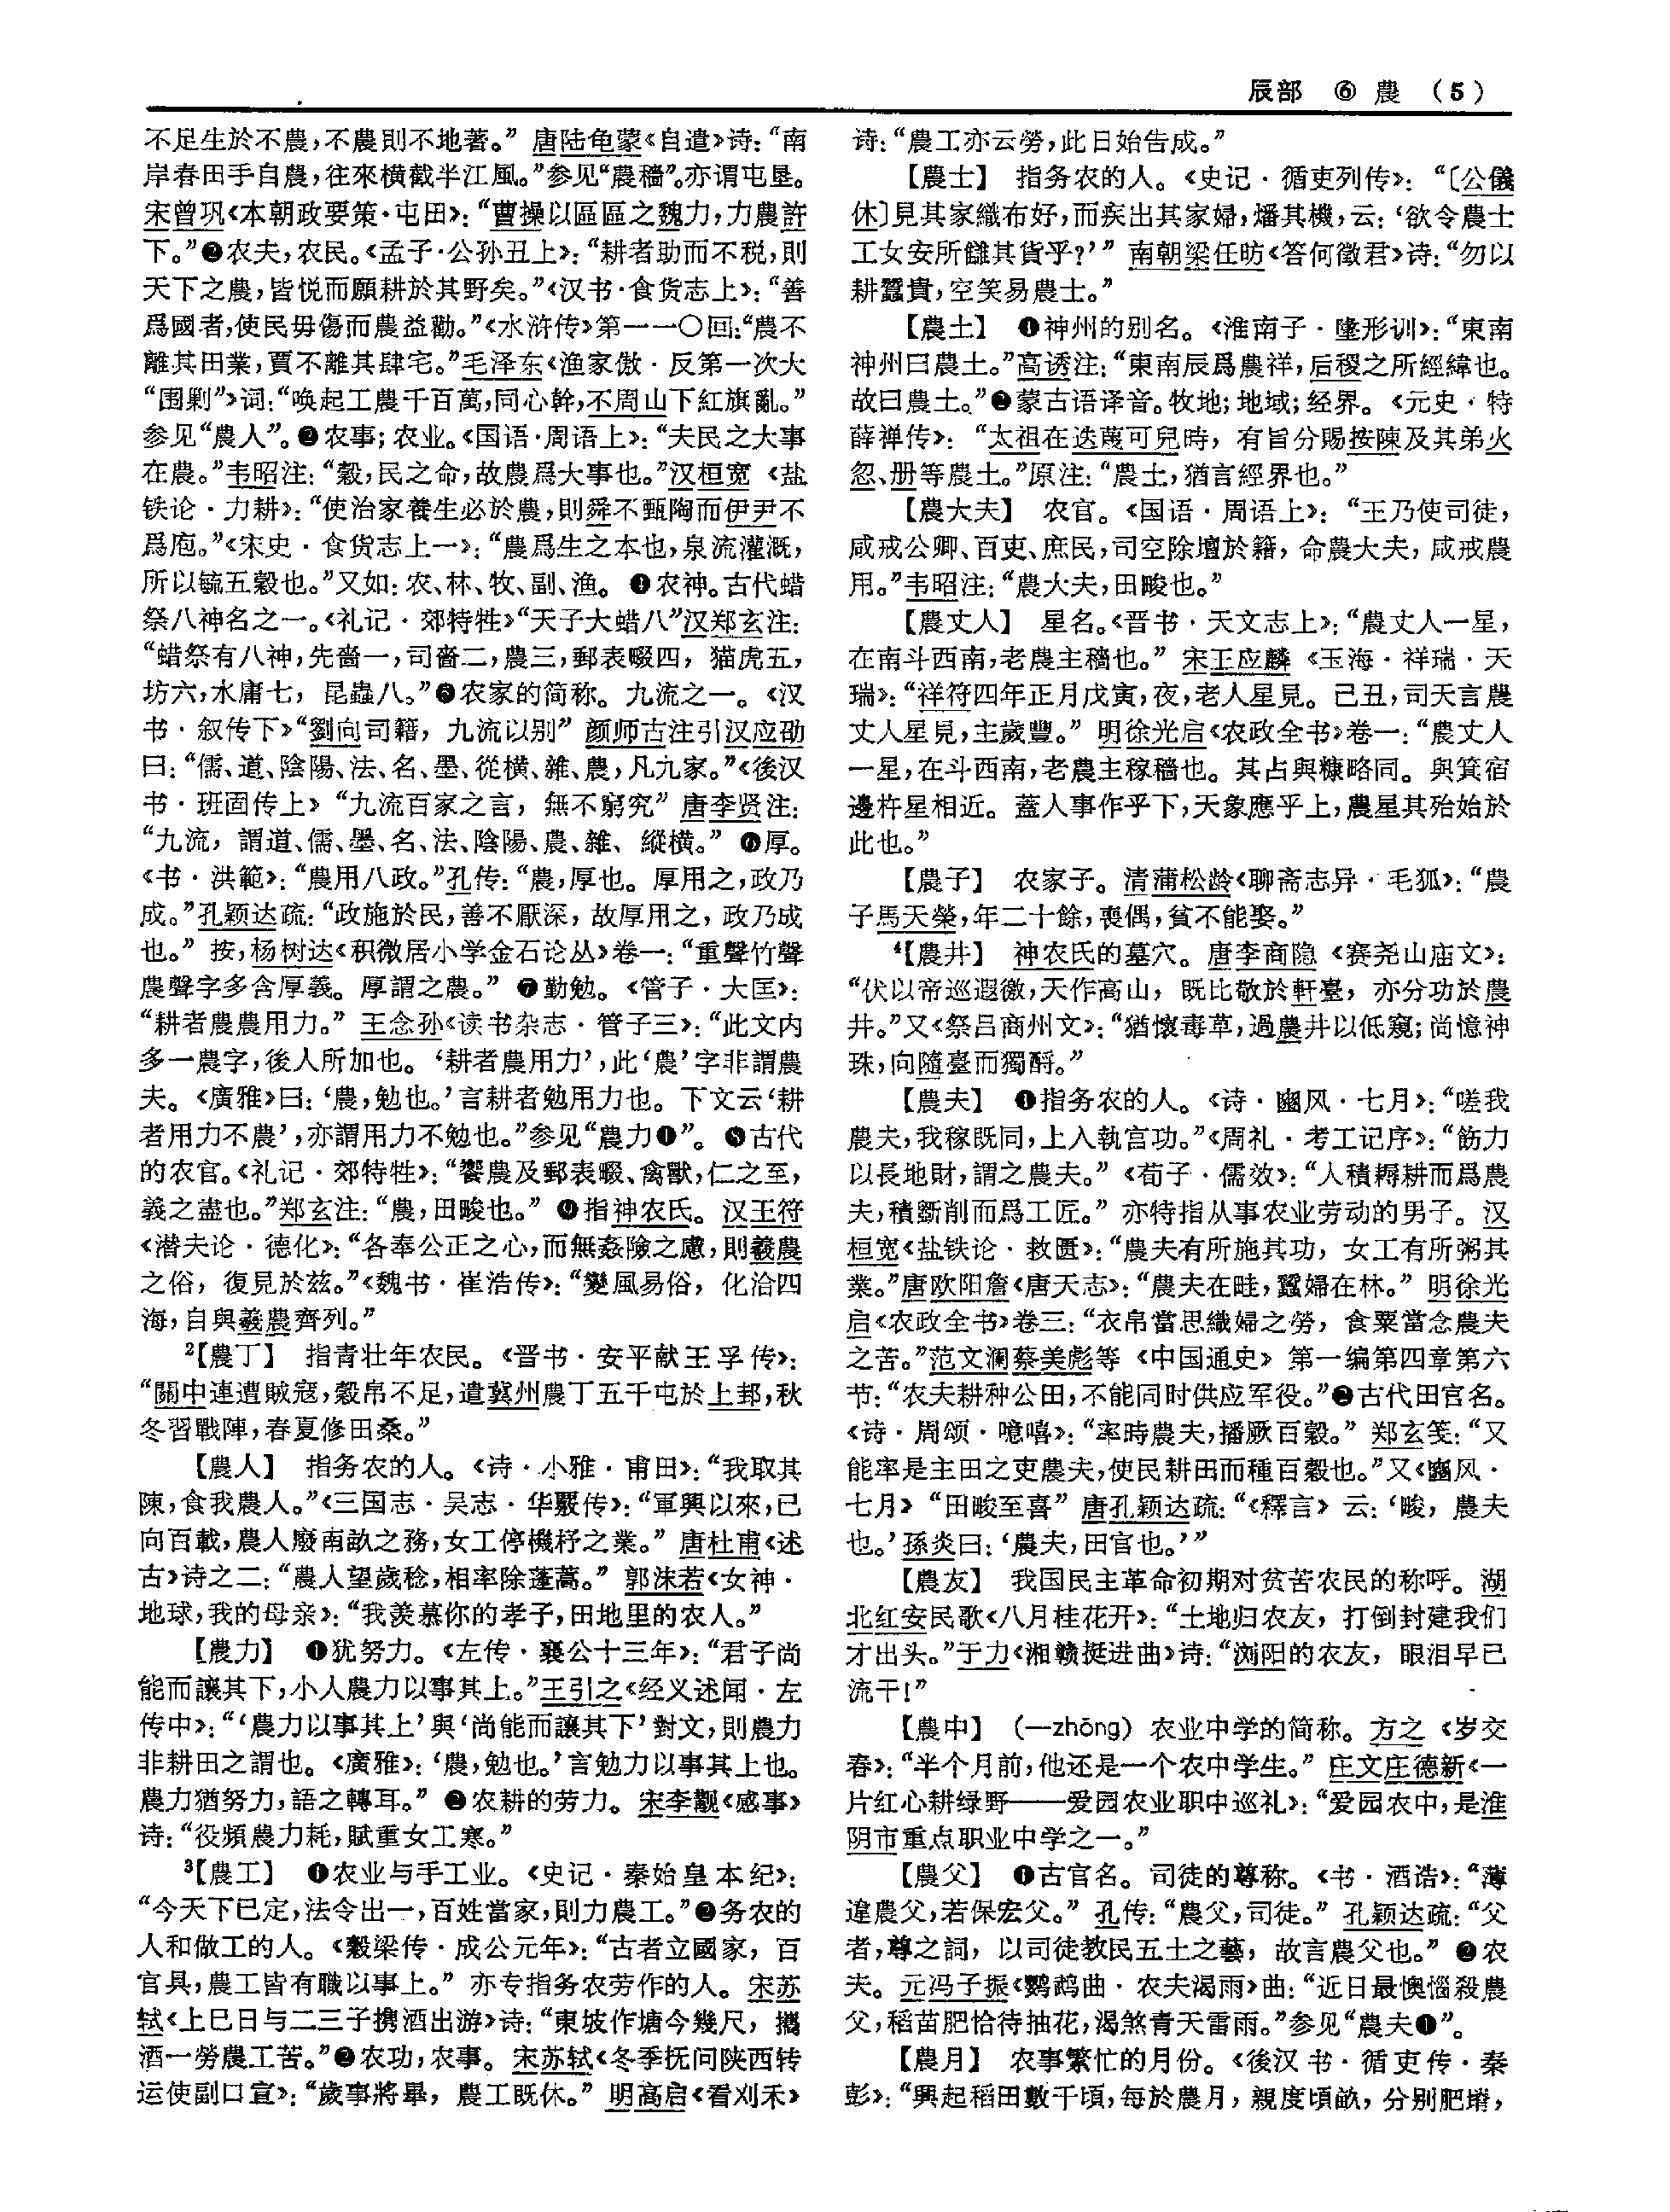 辰部 ⑥ 農 （5）
不足生於不農，不農則不地著。”唐陆龟蒙《自遣》诗：“南
岸春田手自農，往來横截半江風。”参见“農穡”。亦谓屯垦。
宋曾巩《本朝政要策·屯田》：“曹操以區區之魏力，力農許
下。”❷农夫，农民。《孟子·公孙丑上》：“耕者助而不税，則
天下之農，皆悦而願耕於其野矣。”《汉书·食货志上》：“善
爲國者，使民毋傷而農益勸。”《水浒传》第一一〇回：“農不
離其田業，賈不離其肆宅。”毛泽东《渔家傲·反第一次大
“围剿”》词：“唤起工農千百萬，同心幹，不周山下紅旗亂。”
参见“農人”。❸农事；农业。《国语·周语上》：“夫民之大事
在農。”韦昭注：“穀，民之命，故農爲大事也。”汉桓宽《盐
铁论·力耕》：“使治家養生必於農，則舜不甄陶而伊尹不
爲庖。”《宋史·食货志上一》：“農爲生之本也，泉流灌溉，
所以毓五穀也。”又如：农、林、牧、副、渔。❹农神。古代蜡
祭八神名之一。《礼记·郊特牲》“天子大蜡八”汉郑玄注：
“蜡祭有八神，先嗇一，司嗇二，農三，郵表畷四，猫虎五，
坊六，水庸七，昆蟲八。”❺农家的简称。九流之一。《汉
书·叙传下》“劉向司籍，九流以别”颜师古注引汉应劭
曰：“儒、道、陰陽、法、名、墨、從横、雜、農，凡九家。”《後汉
书·班固传上》“九流百家之言，無不窮究”唐李贤注：
“九流，謂道、儒、墨、名、法、陰陽、農、雜、縱横。”❻厚。
《书·洪範》：“農用八政。”孔传：“農，厚也。厚用之，政乃
成。”孔颖达疏：“政施於民，善不厭深，故厚用之，政乃成
也。”按，杨树达《积微居小学金石论丛》卷一：“重聲竹聲
農聲字多含厚義。厚謂之農。”❼勤勉。《管子·大匡》：
“耕者農農用力。”王念孙《读书杂志·管子三》：“此文内
多一農字，後人所加也。‘耕者農用力’，此‘農’字非謂農
夫。《廣雅》曰：‘農，勉也。’言耕者勉用力也。下文云‘耕
者用力不農’，亦謂用力不勉也。”参见“農力❶”。❽古代
的农官。《礼记·郊特牲》：“饗農及郵表畷、禽獸，仁之至，
義之盡也。”郑玄注：“農，田畯也。”❾指神农氏。汉王符
《潜夫论·德化》：“各奉公正之心，而無姦險之慮，則羲農
之俗，復見於兹。”《魏书·崔浩传》：“變風易俗，化洽四
海，自與羲農齊列。”
²【農丁】 指青壮年农民。《晋书·安平献王孚传》：
“關中連遭賊寇，穀帛不足，遣冀州農丁五千屯於上邽，秋
冬習戰陣，春夏修田桑。”
【農人】 指务农的人。《诗·小雅·甫田》：“我取其
陳，食我農人。”《三国志·吴志·华覈传》：“軍興以來，已
向百載，農人廢南畝之務，女工停機杼之業。”唐杜甫《述
古》诗之二：“農人望歲稔，相率除蓬蒿。”郭沫若《女神·
地球，我的母亲》：“我羡慕你的孝子，田地里的农人。”
【農力】 ❶犹努力。《左传·襄公十三年》：“君子尚
能而讓其下，小人農力以事其上。”王引之《经义述闻·左
传中》：“‘農力以事其上’與‘尚能而讓其下’對文，則農力
非耕田之謂也。《廣雅》：‘農，勉也。’言勉力以事其上也。
農力猶努力，語之轉耳。”❷农耕的劳力。宋李觏《感事》
诗：“役頻農力耗，賦重女工寒。”
³【農工】 ❶农业与手工业。《史记·秦始皇本纪》：
“今天下已定，法令出一，百姓當家，則力農工。”❷务农的
人和做工的人。《穀梁传·成公元年》：“古者立國家，百
官具，農工皆有職以事上。”亦专指务农劳作的人。宋苏
轼《上巳日与二三子携酒出游》诗：“東坡作塘今幾尺，攜
酒一勞農工苦。”❸农功，农事。宋苏轼《冬季抚问陕西转
运使副口宣》：“歲事將畢，農工既休。”明高启《看刈禾》
诗：“農工亦云勞，此日始告成。”
【農士】 指务农的人。《史记·循吏列传》：“〔公儀
休〕見其家織布好，而疾出其家婦，燔其機，云：‘欲令農士
工女安所讎其貨乎？’”南朝梁任昉《答何徵君》诗：“勿以
耕蠶貴，空笑易農士。”
【農土】 ❶神州的别名。《淮南子·墬形训》：“東南
神州曰農土。”高诱注：“東南辰爲農祥，后稷之所經緯也。
故曰農土。”❷蒙古语译音。牧地；地域；经界。《元史·特
薛禅传》：“太祖在迭蔑可兒時，有旨分賜按陳及其弟火
忽、册等農土。”原注：“農土，猶言經界也。”
【農大夫】 农官。《国语·周语上》：“王乃使司徒，
咸戒公卿、百吏、庶民，司空除壇於籍，命農大夫，咸戒農
用。”韦昭注：“農大夫，田畯也。”
【農丈人】 星名。《晋书·天文志上》：“農丈人一星，
在南斗西南，老農主穡也。”宋王应麟《玉海·祥瑞·天
瑞》：“祥符四年正月戊寅，夜，老人星見。己丑，司天言農
丈人星見，主歲豐。”明徐光启《农政全书》卷一：“農丈人
一星，在斗西南，老農主稼穡也。其占與糠略同。與箕宿
邊杵星相近。蓋人事作乎下，天象應乎上，農星其殆始於
此也。”
【農子】 农家子。清蒲松龄《聊斋志异·毛狐》：“農
子馬天榮，年二十餘，喪偶，貧不能娶。”
⁴【農井】 神农氏的墓穴。唐李商隐《赛尧山庙文》：
“伏以帝巡遐徼，天作高山，既比敬於軒臺，亦分功於農
井。”又《祭吕商州文》：“猶懷毒草，過農井以低窺；尚憶神
珠，向隨臺而獨酹。”
【農夫】 ❶指务农的人。《诗·豳风·七月》：“嗟我
農夫，我稼既同，上入執宫功。”《周礼·考工记序》：“飭力
以長地財，謂之農夫。”《荀子·儒效》：“人積耨耕而爲農
夫，積斲削而爲工匠。”亦特指从事农业劳动的男子。汉
桓宽《盐铁论·救匮》：“農夫有所施其功，女工有所粥其
業。”唐欧阳詹《唐天志》：“農夫在畦，蠶婦在林。”明徐光
启《农政全书》卷三：“衣帛當思織婦之勞，食粟當念農夫
之苦。”范文澜蔡美彪等《中国通史》第一编第四章第六
节：“农夫耕种公田，不能同时供应军役。”❷古代田官名。
《诗·周颂·噫嘻》：“率時農夫，播厥百穀。”郑玄笺：“又
能率是主田之吏農夫，使民耕田而種百穀也。”又《豳风·
七月》“田畯至喜”唐孔颖达疏：“《釋言》云：‘畯，農夫
也。’孫炎曰：‘農夫，田官也。’”
【農友】 我国民主革命初期对贫苦农民的称呼。湖
北红安民歌《八月桂花开》：“土地归农友，打倒封建我们
才出头。”于力《湘赣挺进曲》诗：“浏阳的农友，眼泪早已
流干！”
【農中】 （—zhōng）农业中学的简称。方之《岁交
春》：“半个月前，他还是一个农中学生。”庄文庄德新《一
片红心耕绿野——爱园农业职中巡礼》：“爱园农中，是淮
阴市重点职业中学之一。”
【農父】 ❶古官名。司徒的尊称。《书·酒诰》：“薄
違農父，若保宏父。”孔传：“農父，司徒。”孔颖达疏：“父
者，尊之詞，以司徒教民五土之藝，故言農父也。”❷农
夫。元冯子振《鹦鹉曲·农夫渴雨》曲：“近日最懊惱殺農
父，稻苗肥恰待抽花，渴煞青天雷雨。”参见“農夫❶”。
【農月】 农事繁忙的月份。《後汉书·循吏传·秦
彭》：“興起稻田數千頃，每於農月，親度頃畝，分别肥塉，